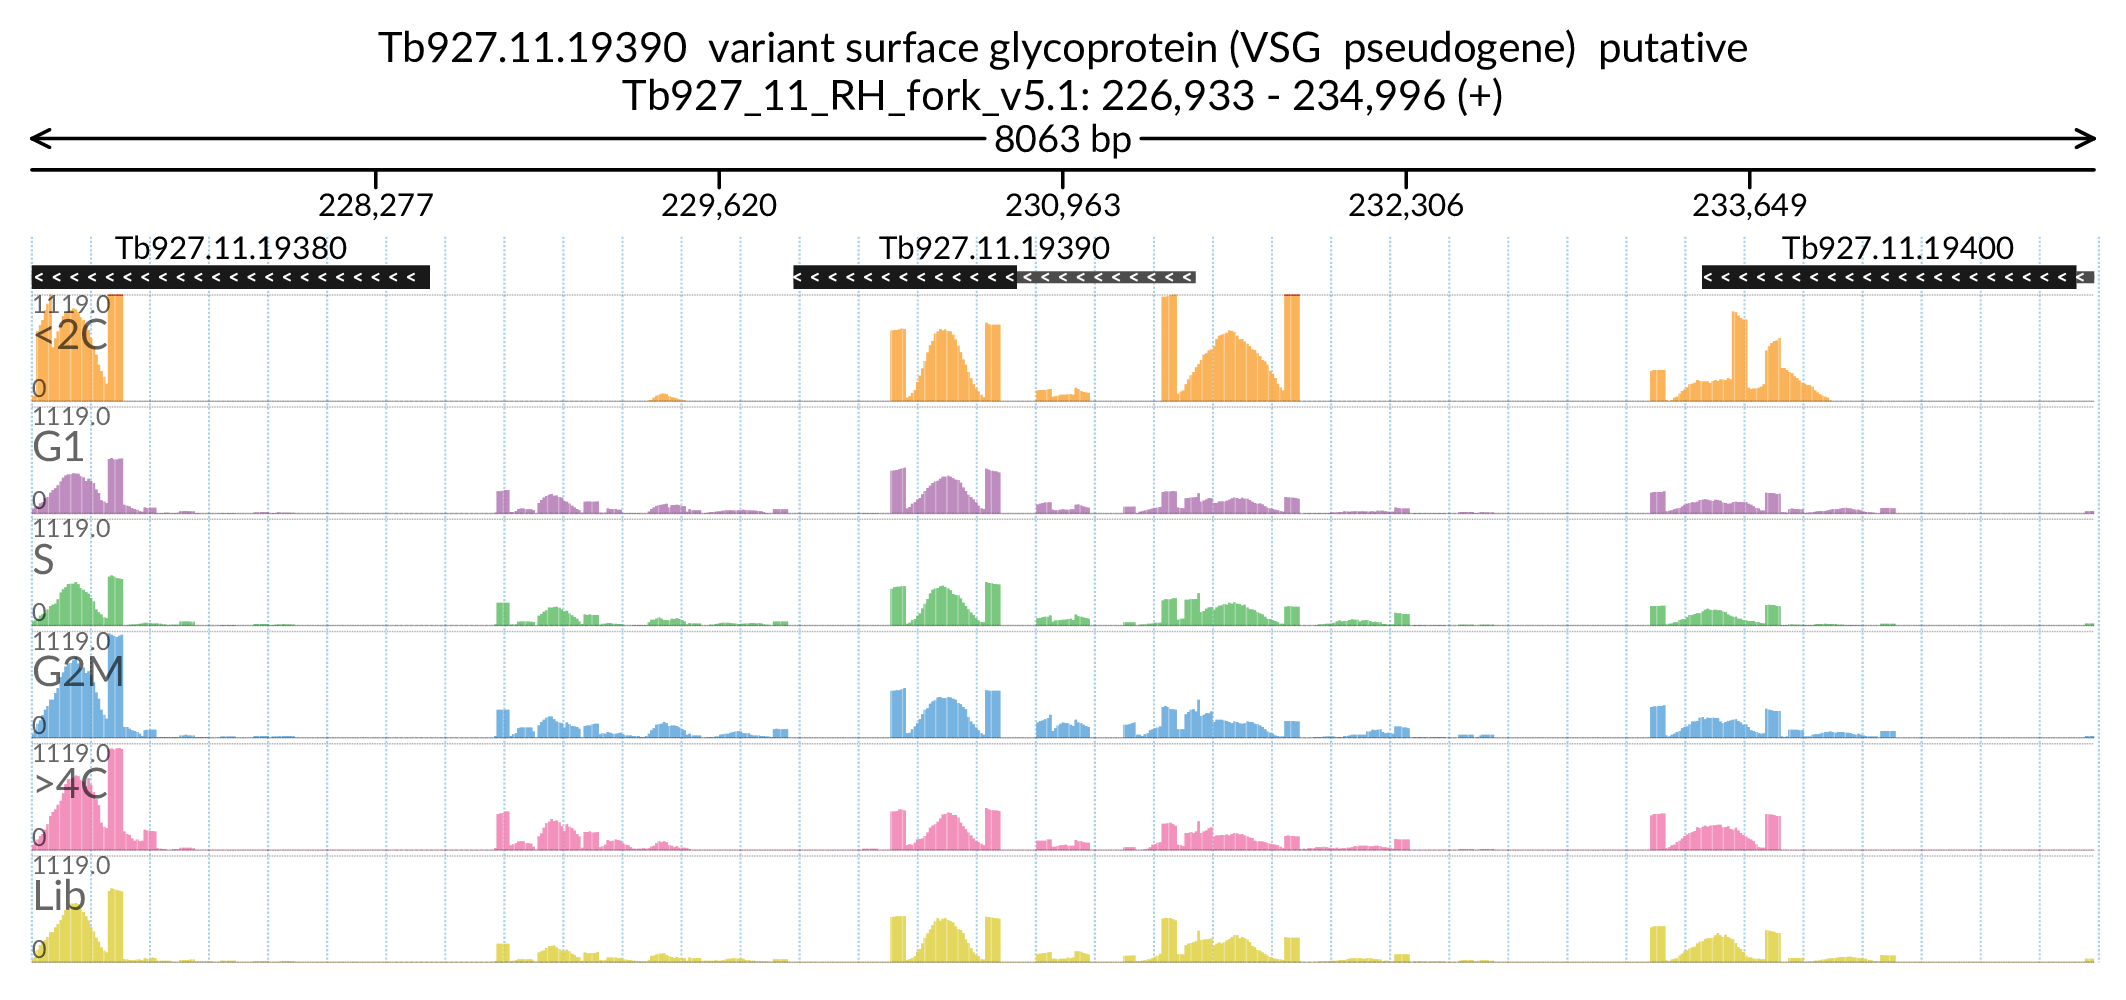 Tb927.11.19390  variant surface glycoprotein (VSG  pseudogene)  putative
Tb927_11_RH_fork_v5.1: 226,933 - 234,996 (+)
8063 bp
228,277 229,620 230,963 232,306 233,649
Tb927.11.19380 Tb927.11.19390 Tb927.11.19400
1119.0
<2C
0
1119.0
G1
0
1119.0
S
0
1119.0
G2M
0
1119.0
>4C
0
1119.0
Lib
0